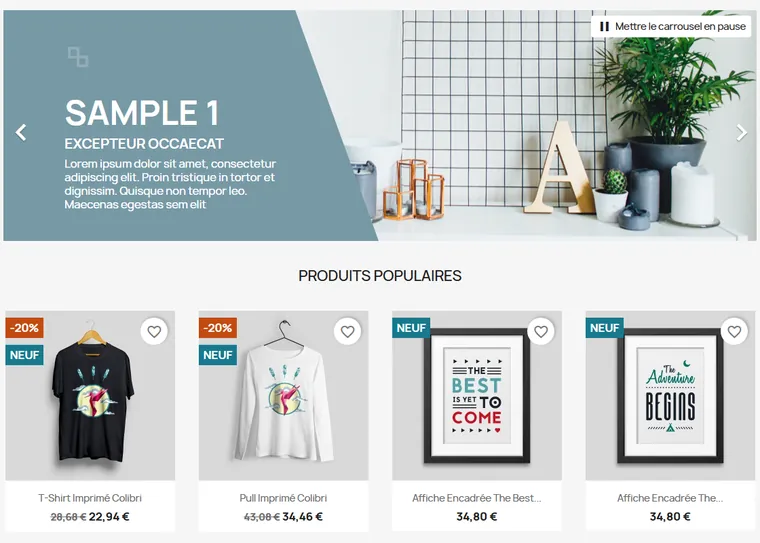 Mettre le carrousel en pause
SAMPLE 1
EXCEPTEUR OCCAECAT
Lorem ipsum dolor sit amet, consectetur
adipiscing elit. Proin tristique in tortor et
dignissim. Quisque non tempor leo.
Maecenas egestas sem elit
A
PRODUITS POPULAIRES
-20%
NEUF
-20%
NEUF
NEUF
THE
BEST
IS YET TO
COME
NEUF
The
Adventure
BEGINS
T-Shirt Imprimé Colibri
28,68 € 22,94 €
Pull Imprimé Colibri
43,08 € 34,46 €
Affiche Encadrée The Best...
34,80 €
Affiche Encadrée The...
34,80 €